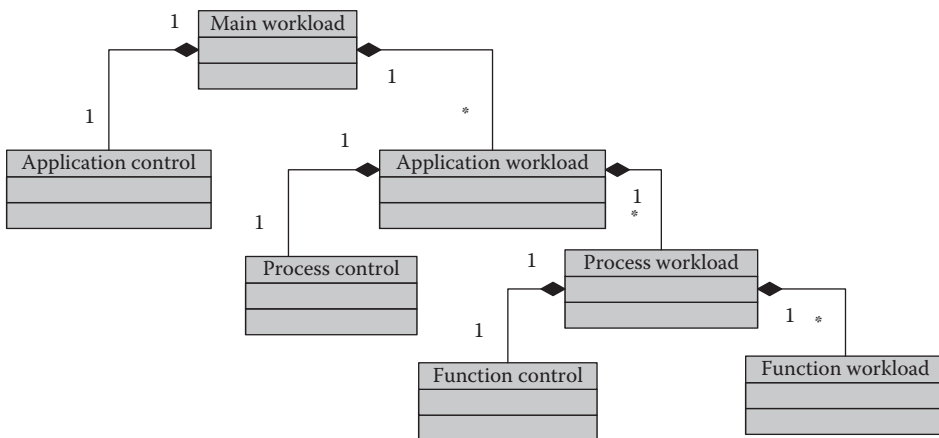 1
Main workload
1
1
*
Application control
1
Application workload
1
1
*
Process control
1
Process workload
1
1
*
Function control
Function workload